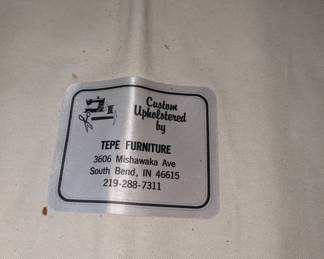 Custom
Upholstered
by
TEPE FURNITURE
3606 Mishawaka Ave
South Bend, IN 46615
219-288-7311